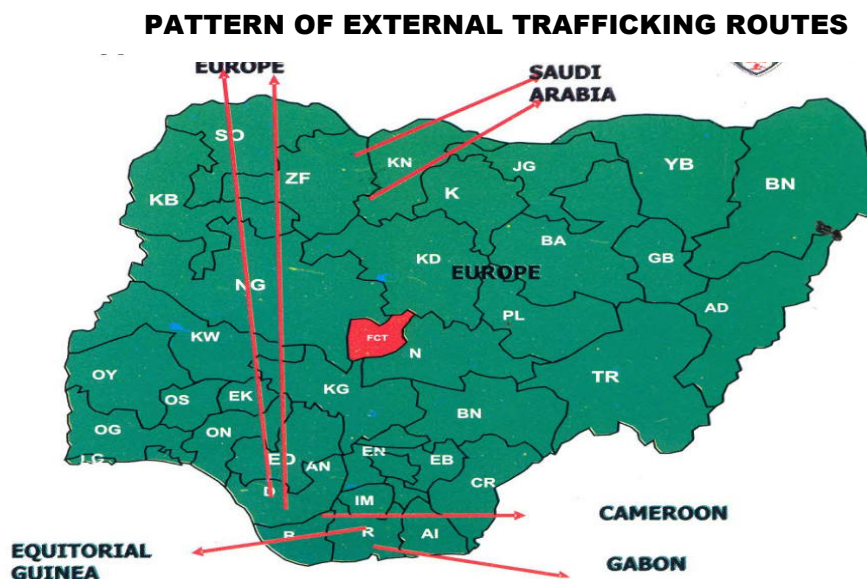 PATTERN OF EXTERNAL TRAFFICKING ROUTES
EUROPE
SAUDI
ARABIA
SO
KN
JG
YB
ZF
K
BN
KB
BA
KD
GB
EUROPE
NG
AD
PL
FCT
KW
N
OY
TR
KG
EK
OS
BN
OG
ON
EN
LG
ED
AN
EB
CR
D
IM
CAMEROON
B
R
AI
EQUITORIAL
GUINEA
GABON